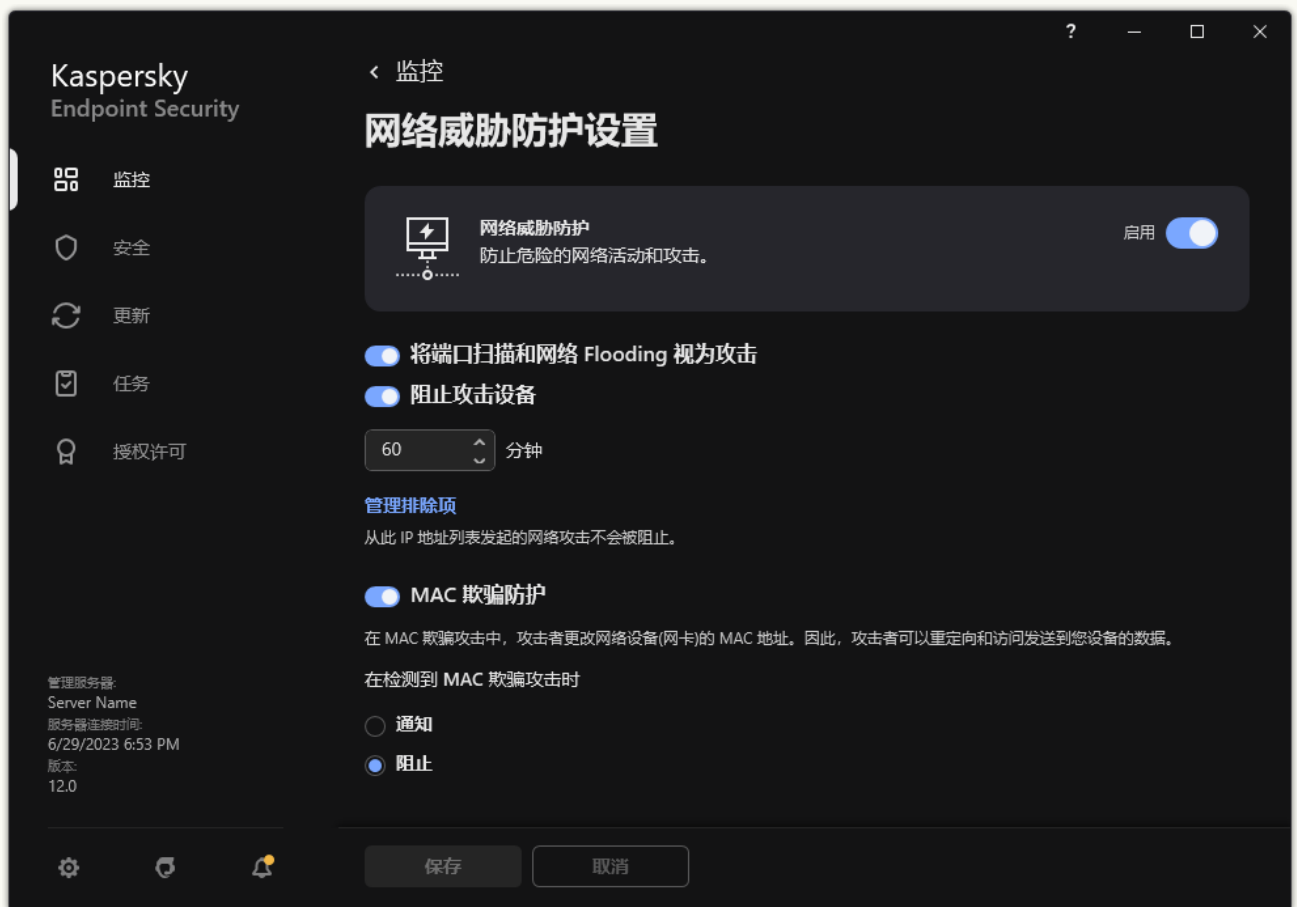 ?
Kaspersky
Endpoint Security
监控
安全
更新
任务
授权许可
管理服务器:
Server Name
服务器连接时间:
6/29/2023 6:53 PM
版本:
12.0
监控
网络威胁防护设置
网络威胁防护
防止危险的网络活动和攻击。
启用
将端口扫描和网络 Flooding 视为攻击
阻止攻击设备
60 分钟
管理排除项
从此 IP 地址列表发起的网络攻击不会被阻止。
MAC 欺骗防护
在 MAC 欺骗攻击中，攻击者更改网络设备(网卡)的 MAC 地址。因此，攻击者可以重定向和访问发送到您设备的数据。
在检测到 MAC 欺骗攻击时
通知
阻止
保存
取消